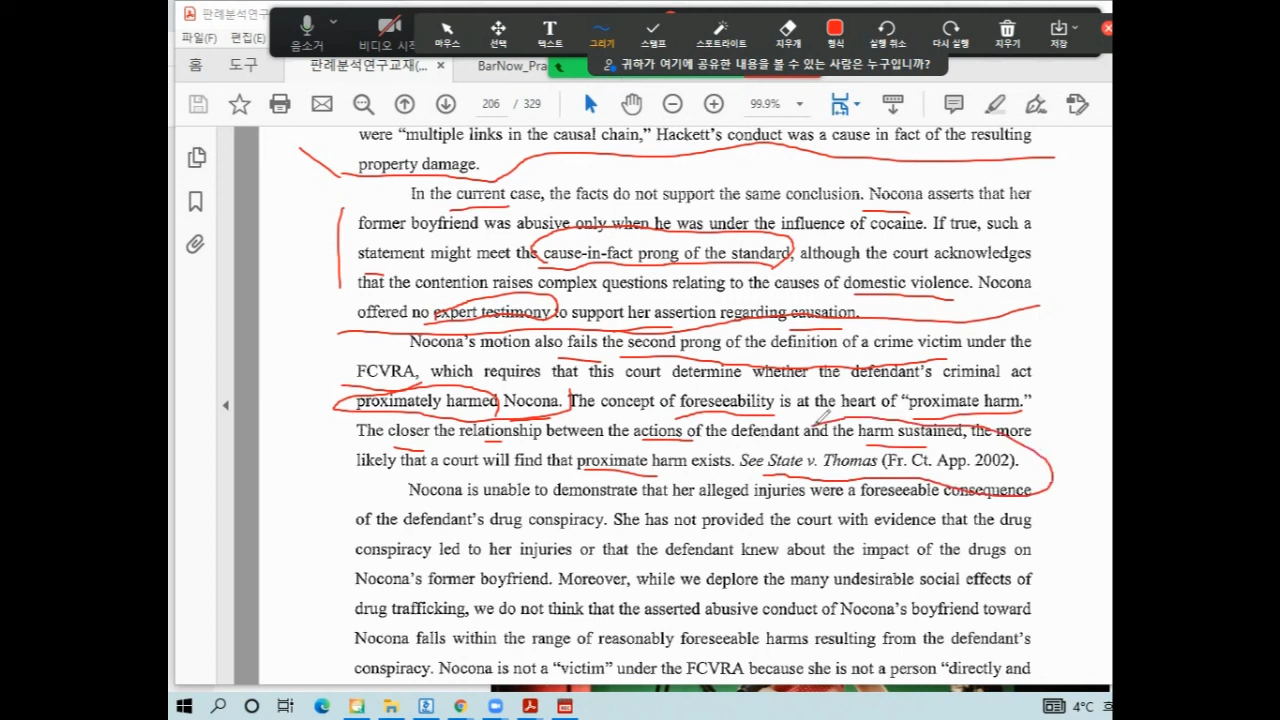 판례분석연구
파일(F) 편집(E)
음소거
비디오 시작
마우스
선택
텍스트
그리기
스탬프
스포트라이트
지우개
형식
실행 취소
다시 실행
지우기
저장
귀하가 여기에 공유한 내용을 볼 수 있는 사람은 누구입니까?
홈 도구 판례분석연구교재(... × BarNow_Pra
206 / 329 99.9%
were “multiple links in the causal chain,” Hackett’s conduct was a cause in fact of the resulting
property damage.
In the current case, the facts do not support the same conclusion. Nocona asserts that her
former boyfriend was abusive only when he was under the influence of cocaine. If true, such a
statement might meet the cause-in-fact prong of the standard, although the court acknowledges
that the contention raises complex questions relating to the causes of domestic violence. Nocona
offered no expert testimony to support her assertion regarding causation.
Nocona’s motion also fails the second prong of the definition of a crime victim under the
FCVRA, which requires that this court determine whether the defendant’s criminal act
proximately harmed Nocona. The concept of foreseeability is at the heart of “proximate harm.”
The closer the relationship between the actions of the defendant and the harm sustained, the more
likely that a court will find that proximate harm exists. See State v. Thomas (Fr. Ct. App. 2002).
Nocona is unable to demonstrate that her alleged injuries were a foreseeable consequence
of the defendant’s drug conspiracy. She has not provided the court with evidence that the drug
conspiracy led to her injuries or that the defendant knew about the impact of the drugs on
Nocona’s former boyfriend. Moreover, while we deplore the many undesirable social effects of
drug trafficking, we do not think that the asserted abusive conduct of Nocona’s boyfriend toward
Nocona falls within the range of reasonably foreseeable harms resulting from the defendant’s
conspiracy. Nocona is not a “victim” under the FCVRA because she is not a person “directly and
4°C